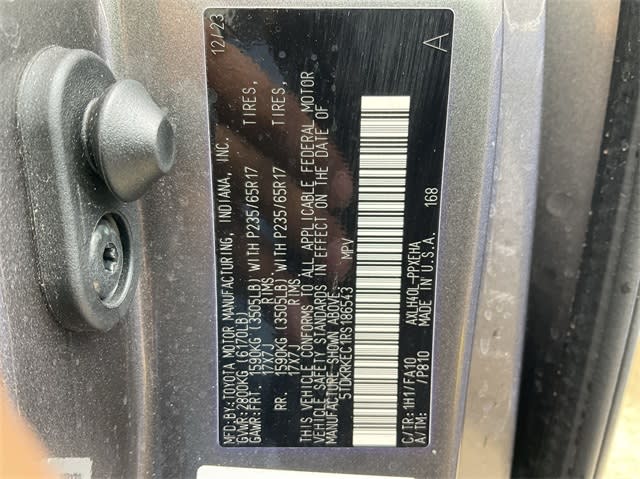 MFD.BY:TOYOTA MOTOR MANUFACTURING, INDIANA, INC. 12/23
GVWR:2800KG (6170LB)
GAWR:FRT. 1590KG (3505LB) WITH P235/65R17 TIRES,
17X7J RIMS
RR. 1590KG (3505LB) WITH P235/65R17 TIRES,
17X7J RIMS
THIS VEHICLE CONFORMS TO ALL APPLICABLE FEDERAL MOTOR
VEHICLE SAFETY STANDARDS IN EFFECT ON THE DATE OF
MANUFACTURE SHOWN ABOVE.
5TDKRKEC1RS186543 MPV
C/TR:1H1/FA10 AXLH40L-PPXEHA
A/TM: /P810 MADE IN U.S.A. 168
A